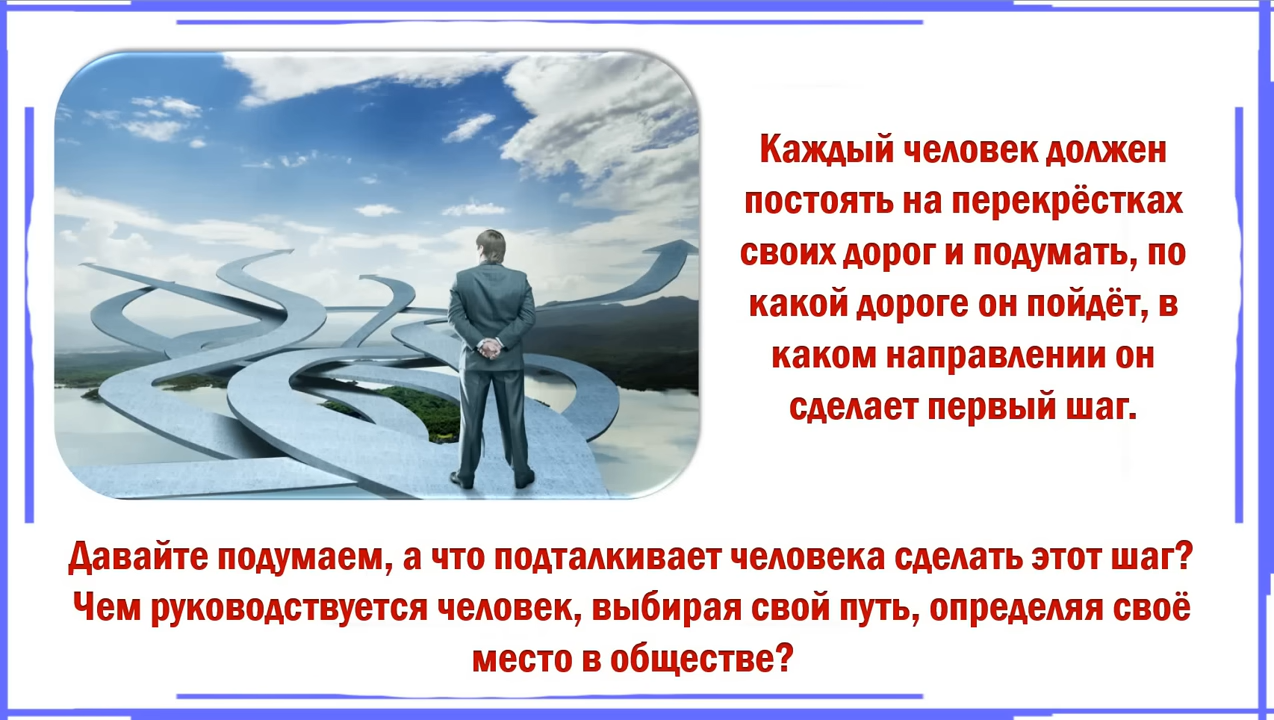 Каждый человек должен
постоять на перекрёстках
своих дорог и подумать, по
какой дороге он пойдёт, в
каком направлении он
сделает первый шаг.
Давайте подумаем, а что подталкивает человека сделать этот шаг?
Чем руководствуется человек, выбирая свой путь, определяя своё
место в обществе?